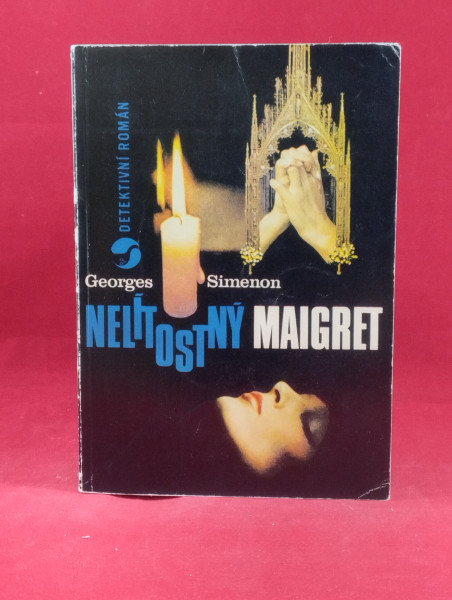 DETEKTIVNÍ ROMÁN
Georges Simenon
NELÍTOSTNÝ MAIGRET